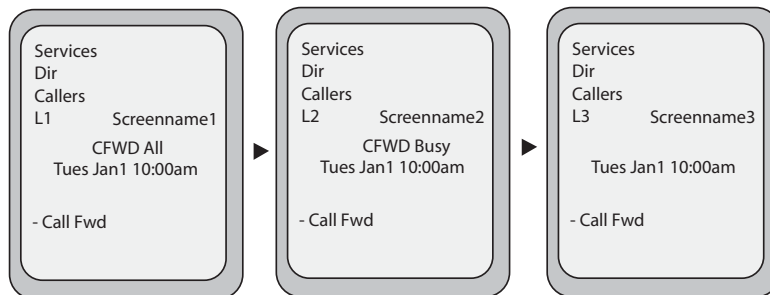 Services
Dir
Callers
L1 Screenname1
CFWD All
Tues Jan1 10:00am
- Call Fwd
Services
Dir
Callers
L2 Screenname2
CFWD Busy
Tues Jan1 10:00am
- Call Fwd
Services
Dir
Callers
L3 Screenname3
Tues Jan1 10:00am
- Call Fwd